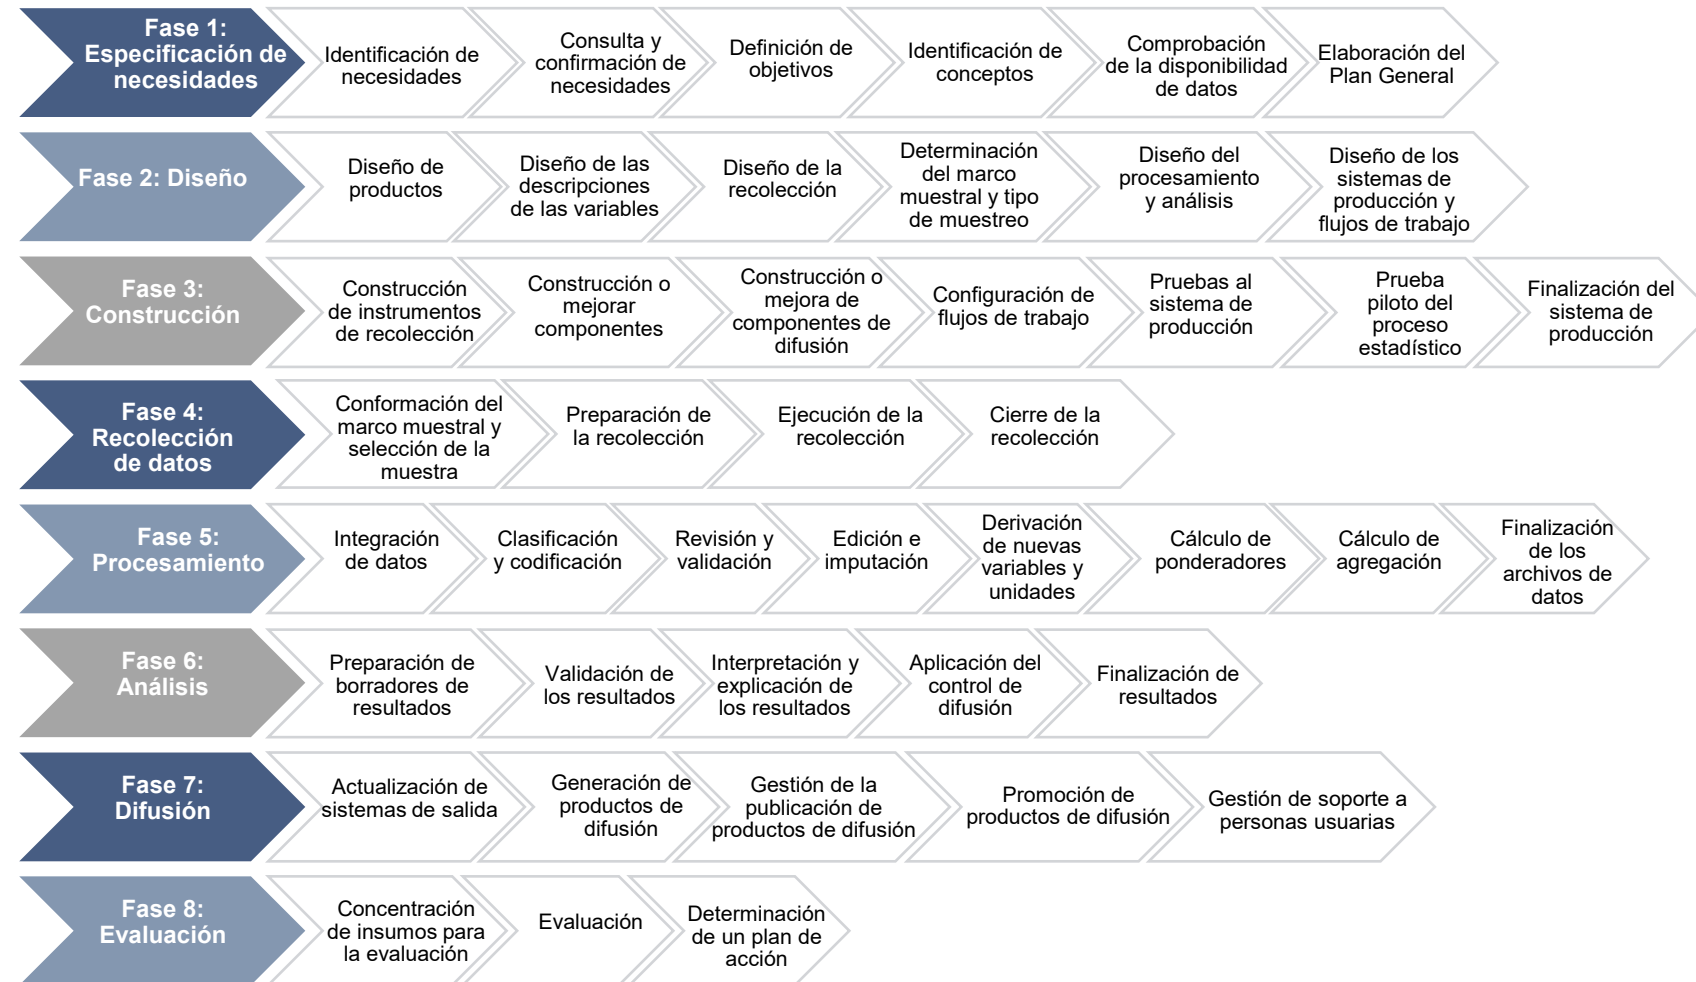 Fase 1:
Especificación de
necesidades
Identificación de
necesidades
Consulta y
confirmación de
necesidades
Definición de
objetivos
Identificación de
conceptos
Comprobación
de la disponibilidad
de datos
Elaboración del
Plan General
Fase 2: Diseño
Diseño de
productos
Diseño de las
descripciones
de las variables
Diseño de la
recolección
Determinación
del marco
muestral y tipo
de muestreo
Diseño del
procesamiento
y análisis
Diseño de los
sistemas de
producción y
flujos de trabajo
Fase 3:
Construcción
Construcción
de instrumentos
de recolección
Construcción o
mejorar
componentes
Construcción o
mejora de
componentes de
difusión
Configuración de
flujos de trabajo
Pruebas al
sistema de
producción
Prueba
piloto del
proceso
estadístico
Finalización del
sistema de
producción
Fase 4:
Recolección
de datos
Conformación del
marco muestral y
selección de la
muestra
Preparación de
la recolección
Ejecución de la
recolección
Cierre de la
recolección
Fase 5:
Procesamiento
Integración
de datos
Clasificación
y codificación
Revisión y
validación
Edición e
imputación
Derivación
de nuevas
variables y
unidades
Cálculo de
ponderadores
Cálculo de
agregación
Finalización
de los
archivos de
datos
Fase 6:
Análisis
Preparación de
borradores de
resultados
Validación de
los resultados
Interpretación y
explicación de
los resultados
Aplicación del
control de
difusión
Finalización de
resultados
Fase 7:
Difusión
Actualización de
sistemas de salida
Generación de
productos de
difusión
Gestión de la
publicación de
productos de difusión
Promoción de
productos de difusión
Gestión de soporte a
personas usuarias
Fase 8:
Evaluación
Concentración
de insumos para
la evaluación
Evaluación
Determinación
de un plan de
acción